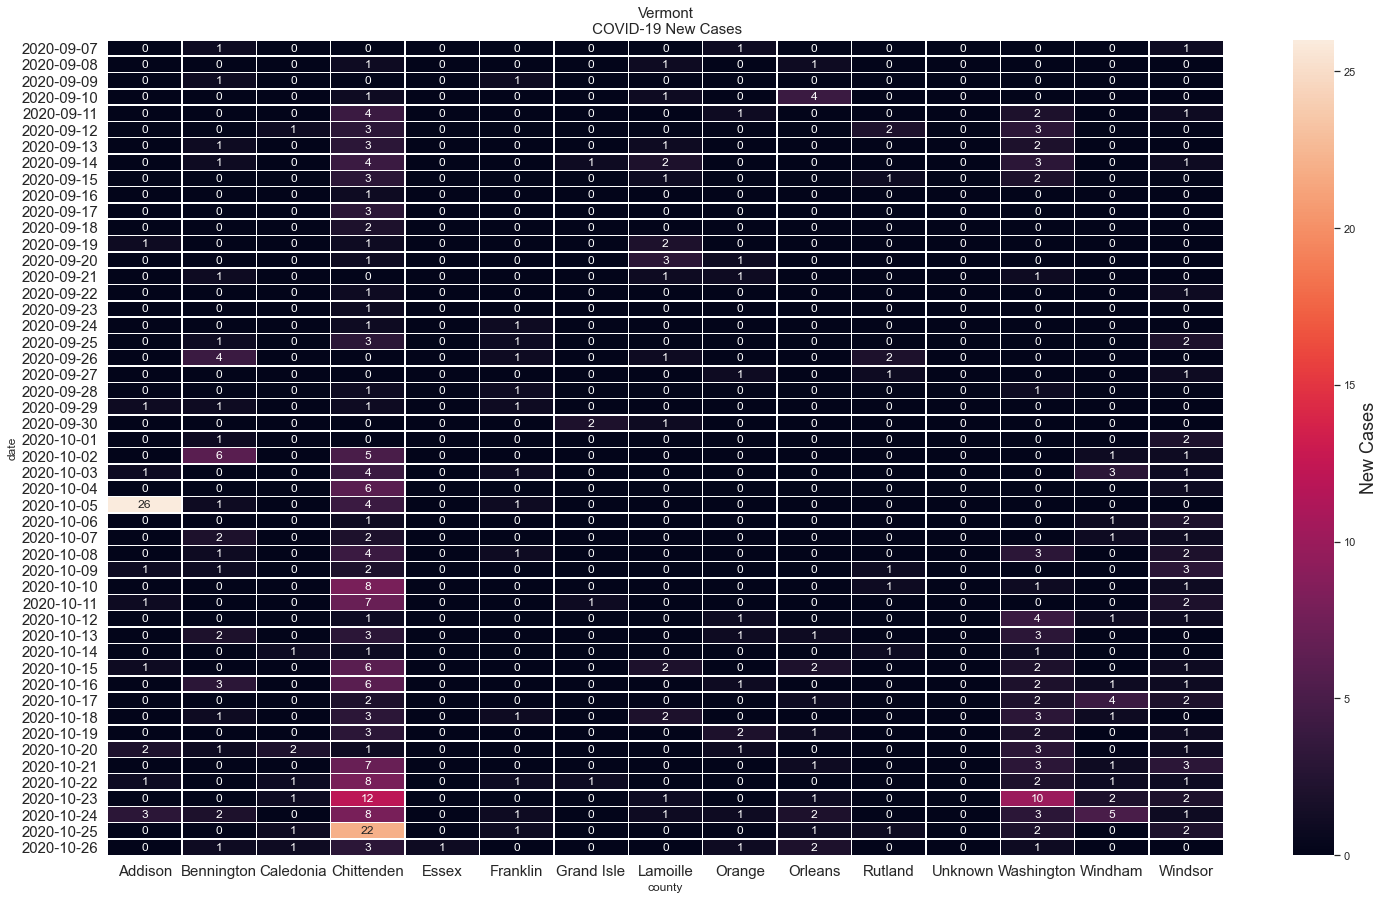 Vermont
COVID-19 New Cases
2020-09-07 0 1 0 0 0 0 0 0 1 0 0 0 0 0 1
2020-09-08 0 0 0 1 0 0 0 1 0 1 0 0 0 0 0
2020-09-09 0 1 0 0 0 1 0 0 0 0 0 0 0 0 0
2020-09-10 0 0 0 1 0 0 0 1 0 4 0 0 0 0 0
2020-09-11 0 0 0 4 0 0 0 0 1 0 0 0 2 0 1
2020-09-12 0 0 1 3 0 0 0 0 0 0 2 0 3 0 0
2020-09-13 0 1 0 3 0 0 0 1 0 0 0 0 2 0 0
2020-09-14 0 1 0 4 0 0 1 2 0 0 0 0 3 0 1
2020-09-15 0 0 0 3 0 0 0 1 0 0 1 0 2 0 0
2020-09-16 0 0 0 1 0 0 0 0 0 0 0 0 0 0 0
2020-09-17 0 0 0 3 0 0 0 0 0 0 0 0 0 0 0
2020-09-18 0 0 0 2 0 0 0 0 0 0 0 0 0 0 0
2020-09-19 1 0 0 1 0 0 0 2 0 0 0 0 0 0 0
2020-09-20 0 0 0 1 0 0 0 3 1 0 0 0 0 0 0
2020-09-21 0 1 0 0 0 0 0 1 1 0 0 0 1 0 0
2020-09-22 0 0 0 1 0 0 0 0 0 0 0 0 0 0 1
2020-09-23 0 0 0 1 0 0 0 0 0 0 0 0 0 0 0
2020-09-24 0 0 0 1 0 1 0 0 0 0 0 0 0 0 0
2020-09-25 0 1 0 3 0 1 0 0 0 0 0 0 0 0 2
2020-09-26 0 4 0 0 0 1 0 1 0 0 2 0 0 0 0
2020-09-27 0 0 0 0 0 0 0 0 1 0 1 0 0 0 1
2020-09-28 0 0 0 1 0 1 0 0 0 0 0 0 1 0 0
2020-09-29 1 1 0 1 0 1 0 0 0 0 0 0 0 0 0
2020-09-30 0 0 0 0 0 0 2 1 0 0 0 0 0 0 0
2020-10-01 0 1 0 0 0 0 0 0 0 0 0 0 0 0 2
2020-10-02 0 6 0 5 0 0 0 0 0 0 0 0 0 1 1
2020-10-03 1 0 0 4 0 1 0 0 0 0 0 0 0 3 1
2020-10-04 0 0 0 6 0 0 0 0 0 0 0 0 0 0 1
2020-10-05 26 1 0 4 0 1 0 0 0 0 0 0 0 0 0
2020-10-06 0 0 0 1 0 0 0 0 0 0 0 0 0 1 2
2020-10-07 0 2 0 2 0 0 0 0 0 0 0 0 0 1 1
2020-10-08 0 1 0 4 0 1 0 0 0 0 0 0 3 0 2
2020-10-09 1 1 0 2 0 0 0 0 0 0 1 0 0 0 3
2020-10-10 0 0 0 8 0 0 0 0 0 0 1 0 1 0 1
2020-10-11 1 0 0 7 0 0 1 0 0 0 0 0 0 0 2
2020-10-12 0 0 0 1 0 0 0 0 1 0 0 0 4 1 1
2020-10-13 0 2 0 3 0 0 0 0 1 1 0 0 3 0 0
2020-10-14 0 0 1 1 0 0 0 0 0 0 1 0 1 0 0
2020-10-15 1 0 0 6 0 0 0 2 0 2 0 0 2 0 1
2020-10-16 0 3 0 6 0 0 0 0 1 0 0 0 2 1 1
2020-10-17 0 0 0 2 0 0 0 0 0 1 0 0 2 4 2
2020-10-18 0 1 0 3 0 1 0 2 0 0 0 0 3 1 0
2020-10-19 0 0 0 3 0 0 0 0 2 1 0 0 2 0 1
2020-10-20 2 1 2 1 0 0 0 0 1 0 0 0 3 0 1
2020-10-21 0 0 0 7 0 0 0 0 0 1 0 0 3 1 3
2020-10-22 1 0 1 8 0 1 1 0 0 0 0 0 2 1 1
2020-10-23 0 0 1 12 0 0 0 1 0 1 0 0 10 2 2
2020-10-24 3 2 0 8 0 1 0 1 1 2 0 0 3 5 1
2020-10-25 0 0 1 22 0 1 0 0 0 1 1 0 2 0 2
2020-10-26 0 1 1 3 1 0 0 0 1 2 0 0 1 0 0
Addison Bennington Caledonia Chittenden Essex Franklin Grand Isle Lamoille Orange Orleans Rutland Unknown Washington Windham Windsor
county
date
25
20
15
10
5
0
New Cases